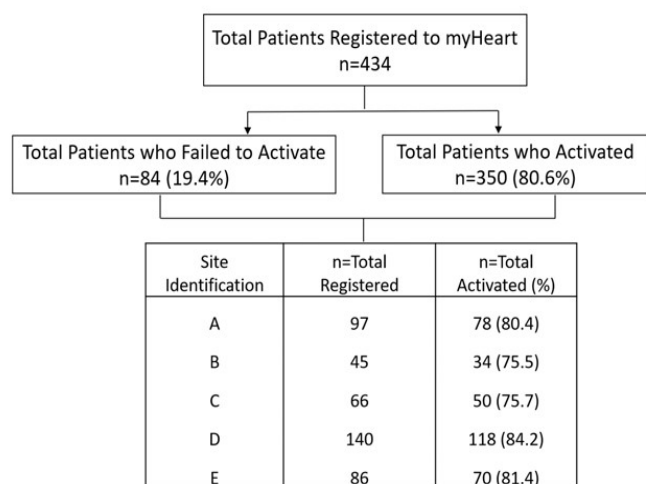 Total Patients Registered to myHeart
n=434
Total Patients who Failed to Activate
n=84 (19.4%)
Total Patients who Activated
n=350 (80.6%)
Site Identification n=Total Registered n=Total Activated (%)
A 97 78 (80.4)
B 45 34 (75.5)
C 66 50 (75.7)
D 140 118 (84.2)
E 86 70 (81.4)